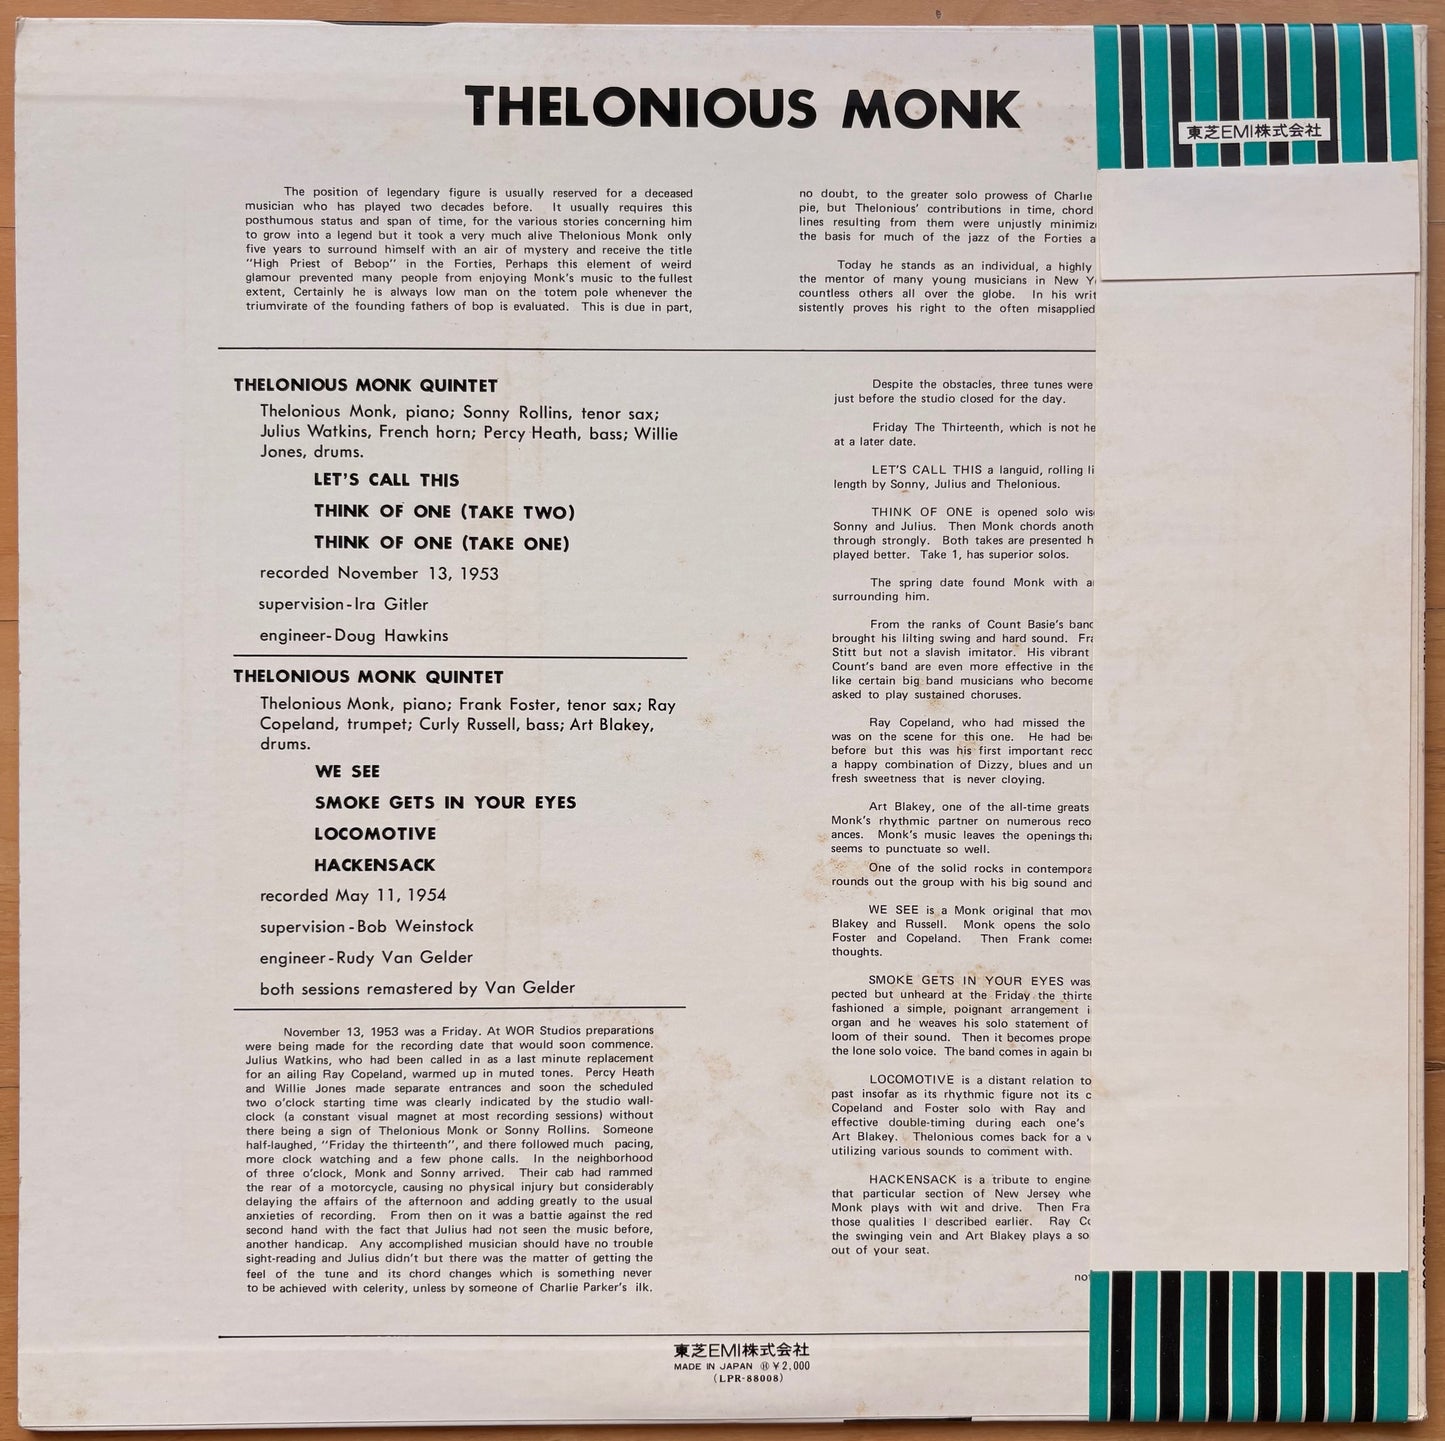 THELONIOUS MONK
東芝EMI株式会社
The position of legendary figure is usually reserved for a deceased
musician who has played two decades before. It usually requires this
posthumous status and span of time, for the various stories concerning him
to grow into a legend but it took a very much alive Thelonious Monk only
five years to surround himself with an air of mystery and receive the title
"High Priest of Bebop" in the Forties, Perhaps this element of weird
glamour prevented many people from enjoying Monk's music to the fullest
extent, Certainly he is always low man on the totem pole whenever the
triumvirate of the founding fathers of bop is evaluated. This is due in part,
no doubt, to the greater solo prowess of Charlie
pie, but Thelonious' contributions in time, chord
lines resulting from them were unjustly
the basis for much of the jazz of the Forties
Today he stands as an individual, a highly
the mentor of many young musicians in New
countless others all over the globe. In his
sistently proves his right to the often misapplied
THELONIOUS MONK QUINTET
Thelonious Monk, piano; Sonny Rollins, tenor sax;
Julius Watkins, French horn; Percy Heath, bass; Willie
Jones, drums.
LET'S CALL THIS
THINK OF ONE (TAKE TWO)
THINK OF ONE (TAKE ONE)
recorded November 13, 1953
supervision-Ira Gitler
engineer-Doug Hawkins
THELONIOUS MONK QUINTET
Thelonious Monk, piano; Frank Foster, tenor sax; Ray
Copeland, trumpet; Curly Russell, bass; Art Blakey,
drums.
WE SEE
SMOKE GETS IN YOUR EYES
LOCOMOTIVE
HACKENSACK
recorded May 11, 1954
supervision-Bob Weinstock
engineer-Rudy Van Gelder
both sessions remastered by Van Gelder
November 13, 1953 was a Friday. At WOR Studios preparations
were being made for the recording date that would soon commence.
Julius Watkins, who had been called in as a last minute replacement
for an ailing Ray Copeland, warmed up in muted tones. Percy Heath
and Willie Jones made separate entrances and soon the scheduled
two o'clock starting time was clearly indicated by the studio wall-
clock (a constant visual magnet at most recording sessions) without
there being a sign of Thelonious Monk or Sonny Rollins. Someone
half-laughed, "Friday the thirteenth", and there followed much pacing,
more clock watching and a few phone calls. In the neighborhood
of three o'clock, Monk and Sonny arrived. Their cab had rammed
the rear of a motorcycle, causing no physical injury but considerably
delaying the affairs of the afternoon and adding greatly to the usual
anxieties of recording. From then on it was a battie against the red
second hand with the fact that Julius had not seen the music before,
another handicap. Any accomplished musician should have no trouble
sight-reading and Julius didn't but there was the matter of getting the
feel of the tune and its chord changes which is something never
to be achieved with celerity, unless by someone of Charlie Parker's ilk.
Despite the obstacles, three tunes were
just before the studio closed for the day.
Friday The Thirteenth, which is not
at a later date.
LET'S CALL THIS a languid, rolling
length by Sonny, Julius and Thelonious.
THINK OF ONE is opened solo
Sonny and Julius. Then Monk chords
through strongly. Both takes are presented
played better. Take 1, has superior solos.
The spring date found Monk with
surrounding him.
From the ranks of Count Basie's
brought his lilting swing and hard sound.
Stitt but not a slavish imitator. His vibrant
Count's band are even more effective in the
like certain big band musicians who become
asked to play sustained choruses.
Ray Copeland, who had missed the
was on the scene for this one. He had
before but this was his first important
a happy combination of Dizzy, blues and
fresh sweetness that is never cloying.
Art Blakey, one of the all-time greats
Monk's rhythmic partner on numerous
ances. Monk's music leaves the openings
seems to punctuate so well.
One of the solid rocks in
rounds out the group with his big sound and
WE SEE is a Monk original that
Blakey and Russell. Monk opens the solo
Foster and Copeland. Then Frank
thoughts.
SMOKE GETS IN YOUR EYES was
pected but unheard at the Friday the
fashioned a simple, poignant arrangement
organ and he weaves his solo statement of
loom of their sound. Then it becomes
the lone solo voice. The band comes in again
LOCOMOTIVE is a distant relation to
past insofar as its rhythmic figure not its
Copeland and Foster solo with Ray and
effective double-timing during each one's
Art Blakey. Thelonious comes back for a
utilizing various sounds to comment with.
HACKENSACK is a tribute to
that particular section of New Jersey
Monk plays with wit and drive. Then
those qualities I described earlier. Ray
the swinging vein and Art Blakey plays a
out of your seat.
東芝EMI株式会社
MADE IN JAPAN Ⓗ ¥2,000
(LPR-88008)